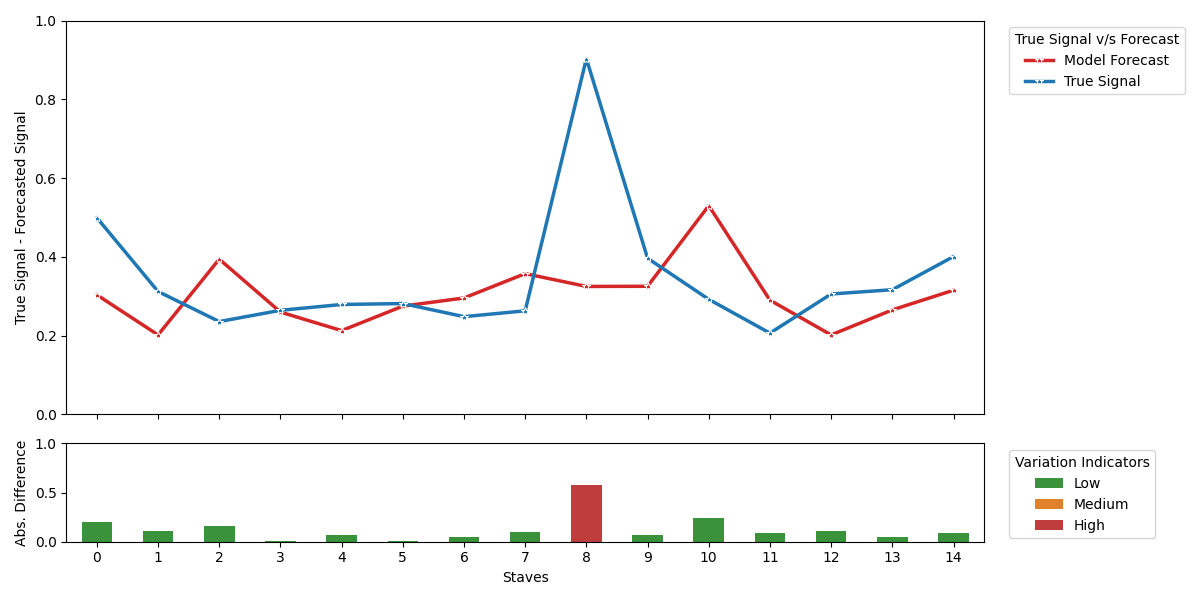 True Signal - Forecasted Signal
1.0
0.8
0.6
0.4
0.2
0.0
True Signal v/s Forecast
Model Forecast
True Signal
Abs. Difference
1.0
0.5
0.0
0 1 2 3 4 5 6 7 8 9 10 11 12 13 14
Staves
Variation Indicators
Low
Medium
High